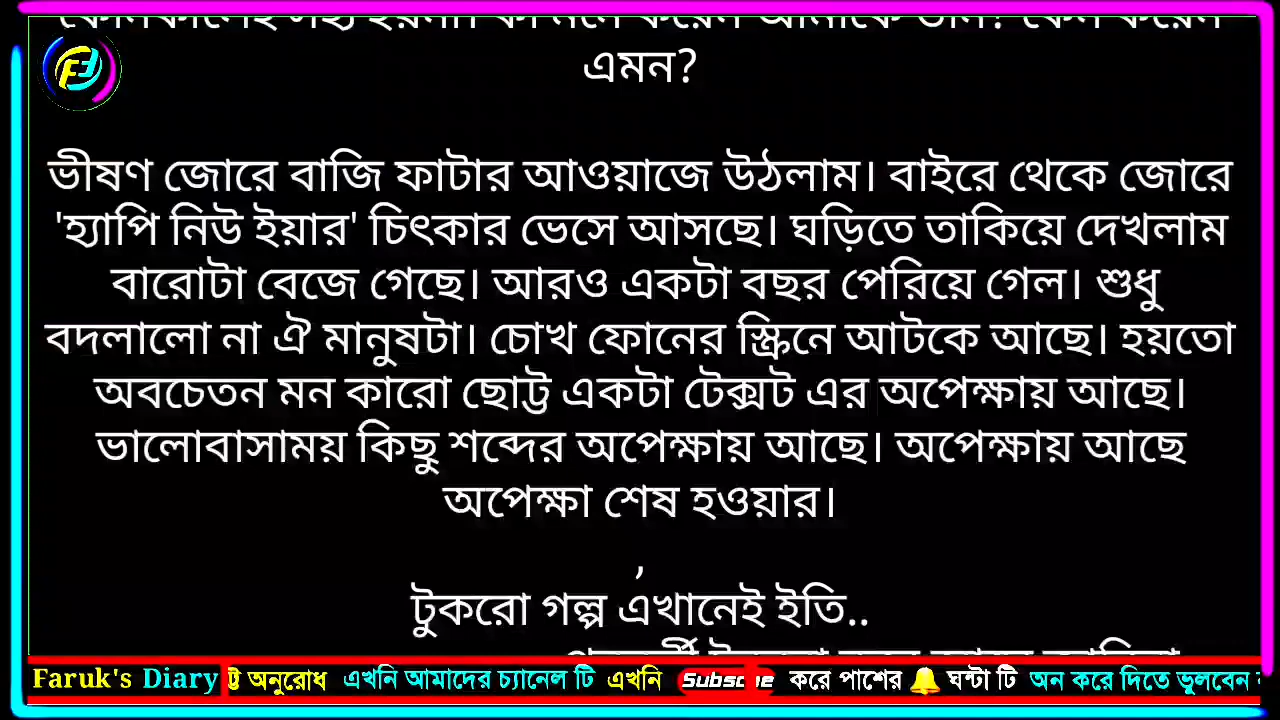 এমন?
ভীষণ জোরে বাজি ফাটার আওয়াজে উঠলাম। বাইরে থেকে জোরে
'হ্যাপি নিউ ইয়ার' চিৎকার ভেসে আসছে। ঘড়িতে তাকিয়ে দেখলাম
বারোটা বেজে গেছে। আরও একটা বছর পেরিয়ে গেল। শুধু
বদলালো না ঐ মানুষটা। চোখ ফোনের স্ক্রিনে আটকে আছে। হয়তো
অবচেতন মন কারো ছোট্ট একটা টেক্সট এর অপেক্ষায় আছে।
ভালোবাসাময় কিছু শব্দের অপেক্ষায় আছে। অপেক্ষায় আছে
অপেক্ষা শেষ হওয়ার।
,
টুকরো গল্প এখানেই ইতি..
Faruk's Diary অনুরোধ এখনি আমাদের চ্যানেল টি এখনি করে পাশের 🔔 ঘন্টা টি অন করে দিতে ভুলবেন